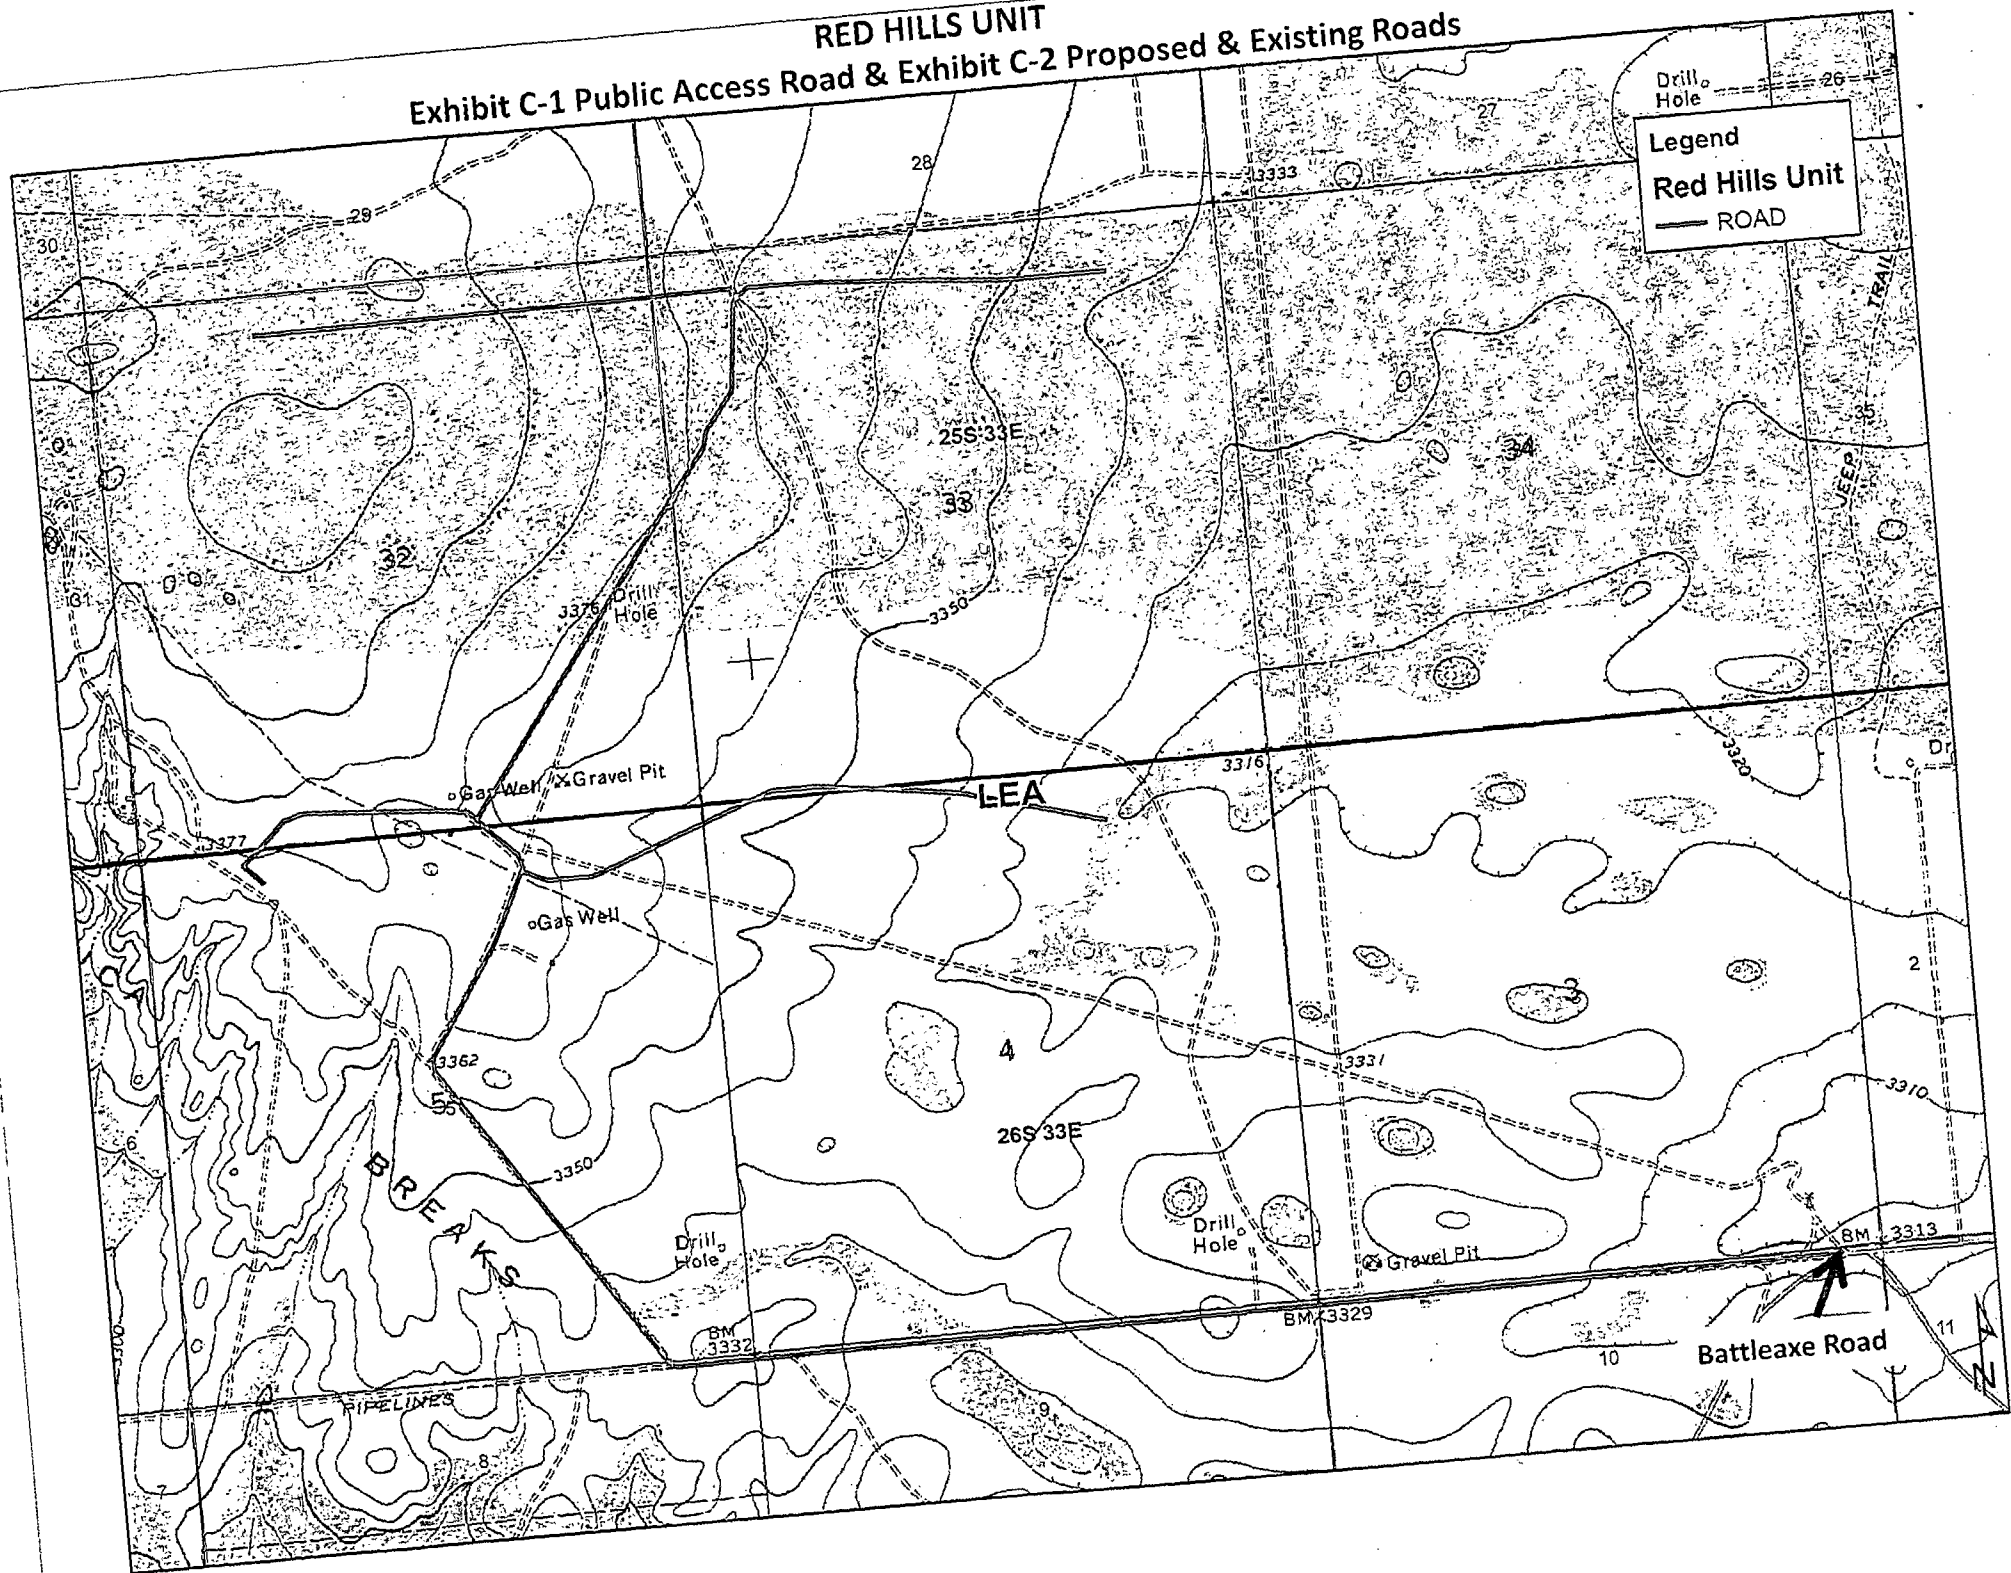 RED HILLS UNIT
Exhibit C-1 Public Access Road & Exhibit C-2 Proposed & Existing Roads
Drill
Hole
26
27
Legend
Red Hills Unit
ROAD
28
3333
29
30
TRAIL
35
25S 33E
34
JEEP
33
32
31
Drill
Hole
3376
3350
Gas Well
Gravel Pit
3316
3320
Dr
LEA
3377
Gas Well
2
3
4
3362
3331
5
3310
26S 33E
6
3350
BREAKS
Drill
Hole
Drill
Hole
Gravel Pit
BM
3313
BM
3332
BM
3329
3300
Battleaxe Road
10
11
PIPELINES
9
8
7
N